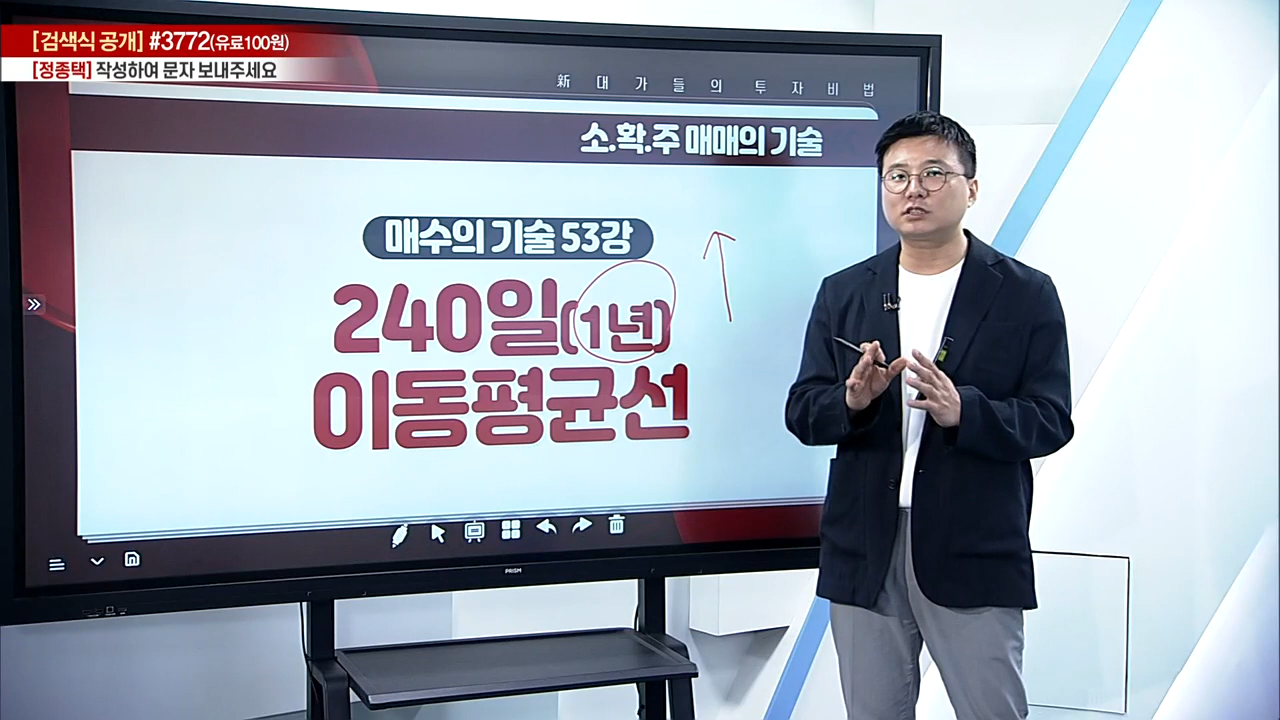 [검색식 공개] #3772(유료100원)
[정종택] 작성하여 문자 보내주세요
新 대 가 들 의 투 자 비 법
소.확.주 매매의 기술
매수의 기술 53강
240일(1년)
이동평균선
PRISM